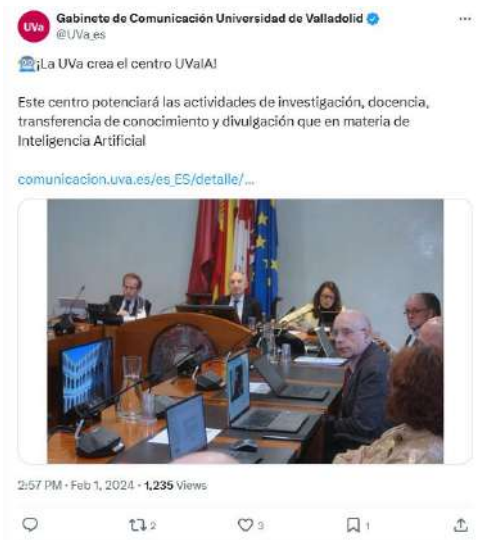 UVa
Gabinete de Comunicación Universidad de Valladolid
@UVa_es
¡La UVa crea el centro UVaIA!
Este centro potenciará las actividades de investigación, docencia,
transferencia de conocimiento y divulgación que en materia de
Inteligencia Artificial
comunicacion.uva.es/es_ES/detalle/...
2:57 PM · Feb 1, 2024 · 1,235 Views
2
3
1